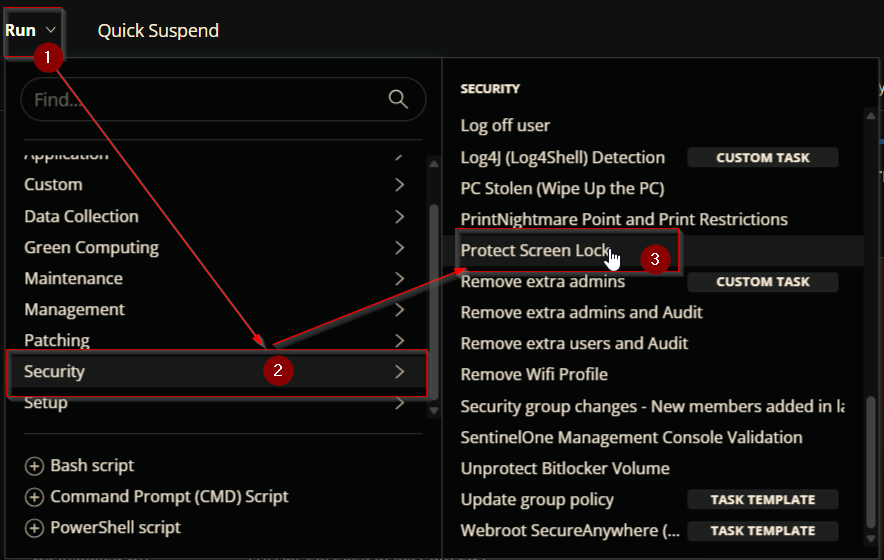 Run
Quick Suspend
1
Find...
Application
Custom
Data Collection
Green Computing
Maintenance
Management
Patching
Security
2
Setup
Bash script
Command Prompt (CMD) Script
PowerShell script
SECURITY
Log off user
Log4J (Log4Shell) Detection CUSTOM TASK
PC Stolen (Wipe Up the PC)
PrintNightmare Point and Print Restrictions
Protect Screen Lock
3
Remove extra admins CUSTOM TASK
Remove extra admins and Audit
Remove extra users and Audit
Remove Wifi Profile
Security group changes - New members added in la
SentinelOne Management Console Validation
Unprotect Bitlocker Volume
Update group policy TASK TEMPLATE
Webroot SecureAnywhere (... TASK TEMPLATE